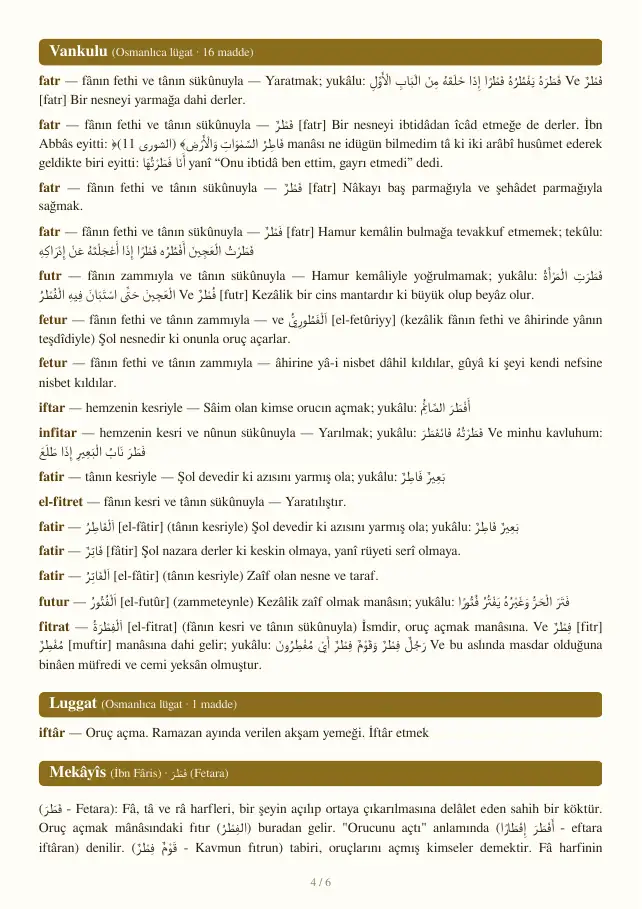 Vankulu (Osmanlıca lügat · 16 madde)
fatr — fânın fethi ve tânın sükûnuyla — Yaratmak; yukâlu: فَطَرَهُ يَفْطُرُهُ فَطْرًا إِذَا خَلَقَهُ مِنَ الْبَابِ الْأَوَّلِ Ve فَطْرٌ
[fatr] Bir nesneyi yarmağa dahi derler.
fatr — fânın fethi ve tânın sükûnuyla — فَطْرٌ [fatr] Bir nesneyi ibtidâdan îcâd etmeğe de derler. İbn
Abbâs eyitti: ﴿فَاطِرُ السَّمٰوَاتِ وَالْأَرْضِ﴾ (الشورى 11) manâsı ne idügün bilmedim tâ ki iki arâbî husûmet ederek
geldikte biri eyitti: أَنَا فَطَرْتُهَا yanî “Onu ibtidâ ben ettim, gayrı etmedi” dedi.
fatr — fânın fethi ve tânın sükûnuyla — فَطْرٌ [fatr] Nâkayı baş parmağıyla ve şehâdet parmağıyla
sağmak.
fatr — fânın fethi ve tânın sükûnuyla — فَطْرٌ [fatr] Hamur kemâlin bulmağa tevakkuf etmemek; tekûlu:
فَطَرْتُ الْعَجِينَ أَفْطُرُه فَطْرًا إِذَا أَعْجَلْتَهُ عَنْ إِدْرَاكِهِ
futr — fânın zammıyla ve tânın sükûnuyla — Hamur kemâliyle yoğrulmamak; yukâlu: فَطَرَتِ الْمَرْأَةُ
الْعَجِينَ حَتَّى اسْتَبَانَ فِيهِ الْفُطْرُ Ve فُطْرٌ [futr] Kezâlik bir cins mantardır ki büyük olup beyâz olur.
fetur — fânın fethi ve tânın zammıyla — ve اَلْفَطُورِيُّ [el-fetûriyy] (kezâlik fânın fethi ve âhirinde yânın
teşdîdiyle) Şol nesnedir ki onunla oruç açarlar.
fetur — fânın fethi ve tânın zammıyla — âhirine yâ-i nisbet dâhil kıldılar, gûyâ ki şeyi kendi nefsine
nisbet kıldılar.
iftar — hemzenin kesriyle — Sâim olan kimse orucın açmak; yukâlu: أَفْطَرَ الصَّائِمُ
infitar — hemzenin kesri ve nûnun sükûnuyla — Yarılmak; yukâlu: فَطَرْتُهُ فَانْفَطَرَ Ve minhu kavluhum:
فَطَرَ نَابُ الْبَعِيرِ إِذَا طَلَعَ
fatir — tânın kesriyle — Şol devedir ki azısını yarmış ola; yukâlu: بَعِيرٌ فَاطِرٌ
el-fitret — fânın kesri ve tânın sükûnuyla — Yaratılıştır.
fatir — اَلْفَاطِرُ [el-fâtir] (tânın kesriyle) Şol devedir ki azısını yarmış ola; yukâlu: بَعِيرٌ فَاطِرٌ
fatir — فَاتِرٌ [fâtir] Şol nazara derler ki keskin olmaya, yanî rüyeti serî olmaya.
fatir — اَلْفَاتِرُ [el-fâtir] (tânın kesriyle) Zaîf olan nesne ve taraf.
futur — اَلْفُتُورُ [el-futûr] (zammeteynle) Kezâlik zaîf olmak manâsın; yukâlu: فَتَرَ الْحَرُّ وَغَيْرُهُ يَفْتُرُ فُتُورًا
fitrat — اَلْفِطْرَةُ [el-fitrat] (fânın kesri ve tânın sükûnuyla) İsmdir, oruç açmak manâsına. Ve فِطْرٌ [fitr]
مُفْطِرٌ [muftir] manâsına dahi gelir; yukâlu: رَجُلٌ فِطْرٌ وَقَوْمٌ فِطْرٌ أَيْ مُفْطِرُونَ Ve bu aslında masdar olduğuna
binâen müfredi ve cemi yeksân olmuştur.
Luggat (Osmanlıca lügat · 1 madde)
iftâr — Oruç açma. Ramazan ayında verilen akşam yemeği. İftâr etmek
Mekâyîs (İbn Fâris) · فَطَرَ (Fetara)
(فَطَرَ - Fetara): Fâ, tâ ve râ harfleri, bir şeyin açılıp ortaya çıkarılmasına delâlet eden sahih bir köktür.
Oruç açmak mânâsındaki fıtır (الفِطْرُ) buradan gelir. "Orucunu açtı" anlamında (أَفْطَرَ إِفْطَارًا - eftara
iftâran) denilir. (قَوْمٌ فِطْرٌ - Kavmun fıtrun) tabiri, oruçlarını açmış kimseler demektir. Fâ harfinin
4 / 6